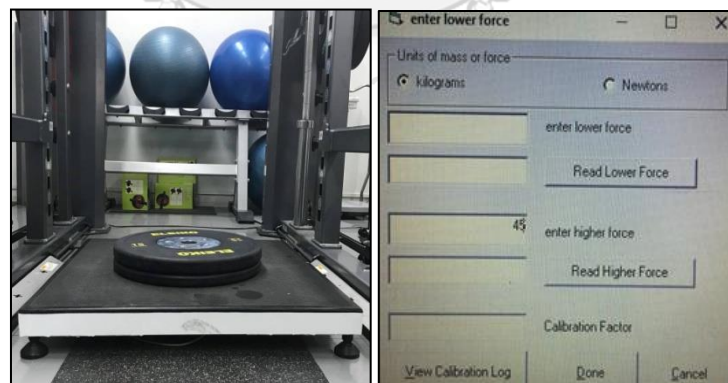 ELEIKO
enter lower force
Units of mass or force
kilograms
Newtons
enter lower force
Read Lower Force
45
enter higher force
Read Higher Force
Calibration Factor
View Calibration Log
Done
Cancel